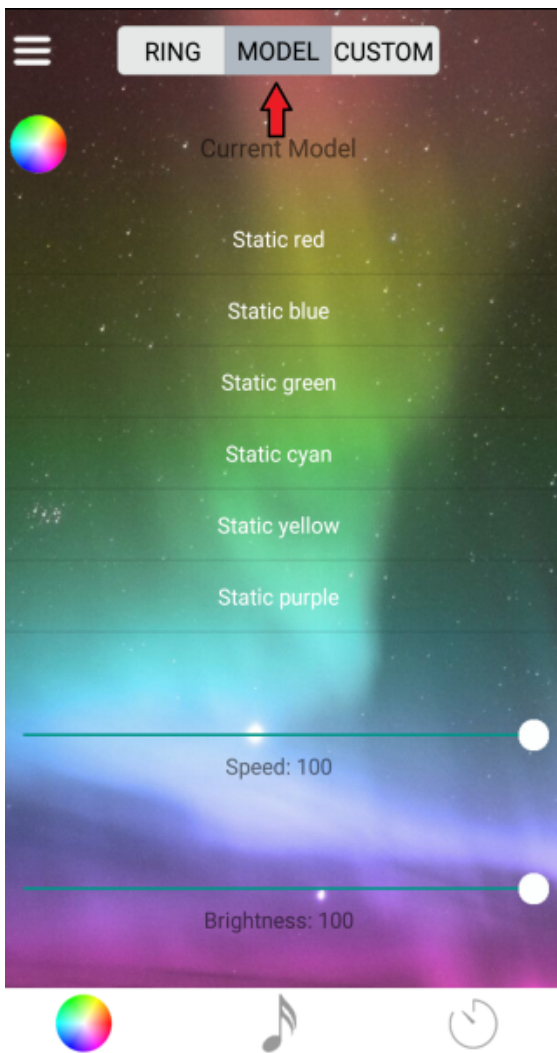 RING MODEL CUSTOM
Current Model
Static red
Static blue
Static green
Static cyan
Static yellow
Static purple
Speed: 100
Brightness: 100